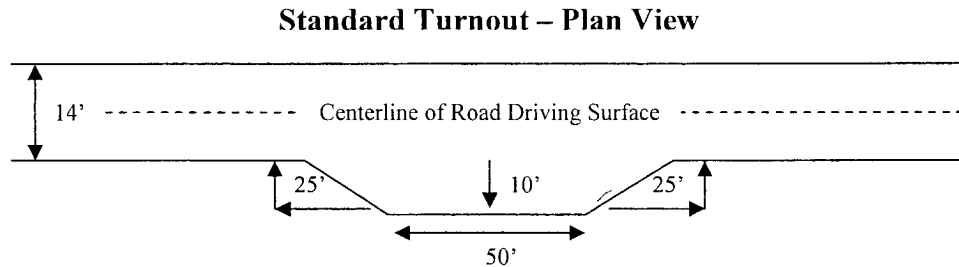 Standard Turnout – Plan View
14' Centerline of Road Driving Surface
25' 10' 25'
50'